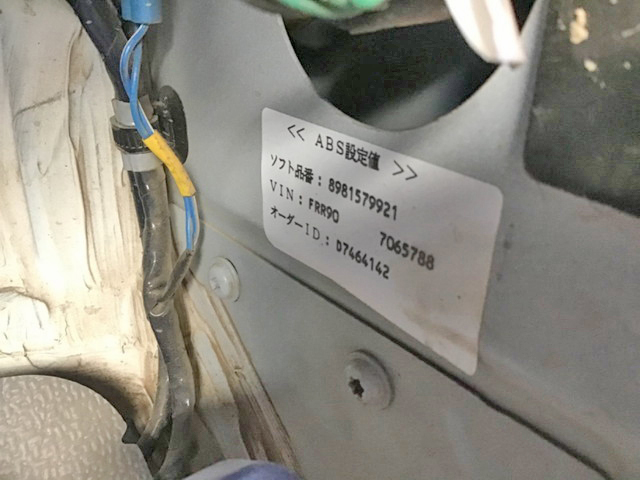 << ABS設定値 >>
ソフト品番：8981579921
VIN：FRR90 7065788
オーダーID：D7464142